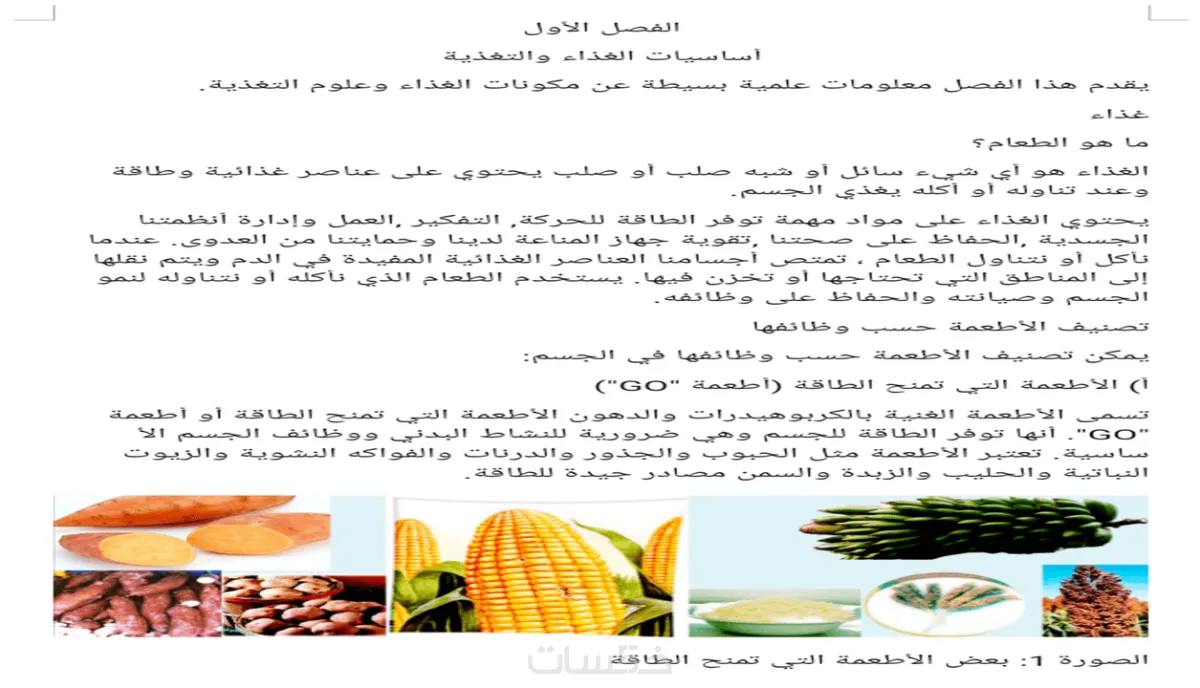 الفصل الأول
أساسيات الغذاء والتغذية
يقدم هذا الفصل معلومات علمية بسيطة عن مكونات الغذاء وعلوم التغذية.
غذاء
ما هو الطعام؟
الغذاء هو أي شيء سائل أو شبه صلب أو صلب يحتوي على عناصر غذائية وطاقة
وعند تناوله أو أكله يغذي الجسم.
يحتوي الغذاء على مواد مهمة توفر الطاقة للحركة, التفكير ,العمل وإدارة أنظمتنا
الجسدية ,الحفاظ على صحتنا ,تقوية جهاز المناعة لدينا وحمايتنا من العدوى. عندما
نأكل أو نتناول الطعام ، تمتص أجسامنا العناصر الغذائية المفيدة في الدم ويتم نقلها
إلى المناطق التي تحتاجها أو تخزن فيها. يستخدم الطعام الذي نأكله أو نتناوله لنمو
الجسم وصيانته والحفاظ على وظائفه.
تصنيف الأطعمة حسب وظائفها
يمكن تصنيف الأطعمة حسب وظائفها في الجسم:
أ) الأطعمة التي تمنح الطاقة (أطعمة "GO")
تسمى الأطعمة الغنية بالكربوهيدرات والدهون الأطعمة التي تمنح الطاقة أو أطعمة
"GO". أنها توفر الطاقة للجسم وهي ضرورية للنشاط البدني ووظائف الجسم الأ
ساسية. تعتبر الأطعمة مثل الحبوب والجذور والدرنات والفواكه النشوية والزيوت
النباتية والحليب والزبدة والسمن مصادر جيدة للطاقة.
الصورة 1: بعض الأطعمة التي تمنح الطاقة
خمسات